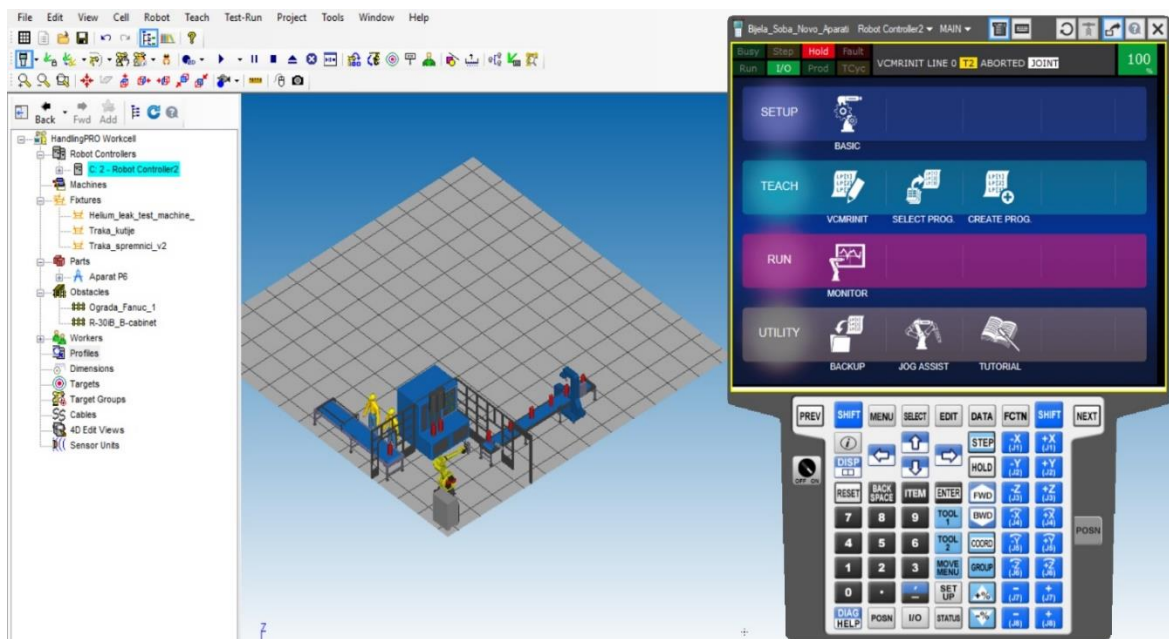 File Edit View Cell Robot Teach Test-Run Project Tools Window Help
Back Fwd Add
HandlingPRO Workcell
Robot Controllers
C: 2 - Robot Controller2
Machines
Fixtures
Helium_leak_test_machine_
Traka_kutije
Traka_spremnici_v2
Parts
Aparat P6
Obstacles
Ograda_Fanuc_1
R-30iB_B-cabinet
Workers
Profiles
Dimensions
Targets
Target Groups
Cables
4D Edit Views
Sensor Units
Z
Bijela_Soba_Novo_Aparati Robot Controller2 MAIN
Busy Step Hold Fault
Run I/O Prod TCyc
VCMRINIT LINE 0 T2 ABORTED JOINT
100 %
SETUP
BASIC
TEACH
VCMRINIT SELECT PROG. CREATE PROG.
RUN
MONITOR
UTILITY
BACKUP JOG ASSIST TUTORIAL
PREV SHIFT MENU SELECT EDIT DATA FCTN SHIFT NEXT
i STEP -X (J1) +X (J1)
OFF ON DISP HOLD -Y (J2) +Y (J2)
RESET BACK SPACE ITEM ENTER FWD -Z (J3) +Z (J3)
7 8 9 TOOL 1 BWD -X (J4) +X (J4)
POSN
4 5 6 TOOL 2 COORD -Y (J5) +Y (J5)
1 2 3 MOVE MENU GROUP -Z (J6) +Z (J6)
0 . , - SET UP +% - (J7) + (J7)
DIAG HELP POSN I/O STATUS -% - (J8) + (J8)